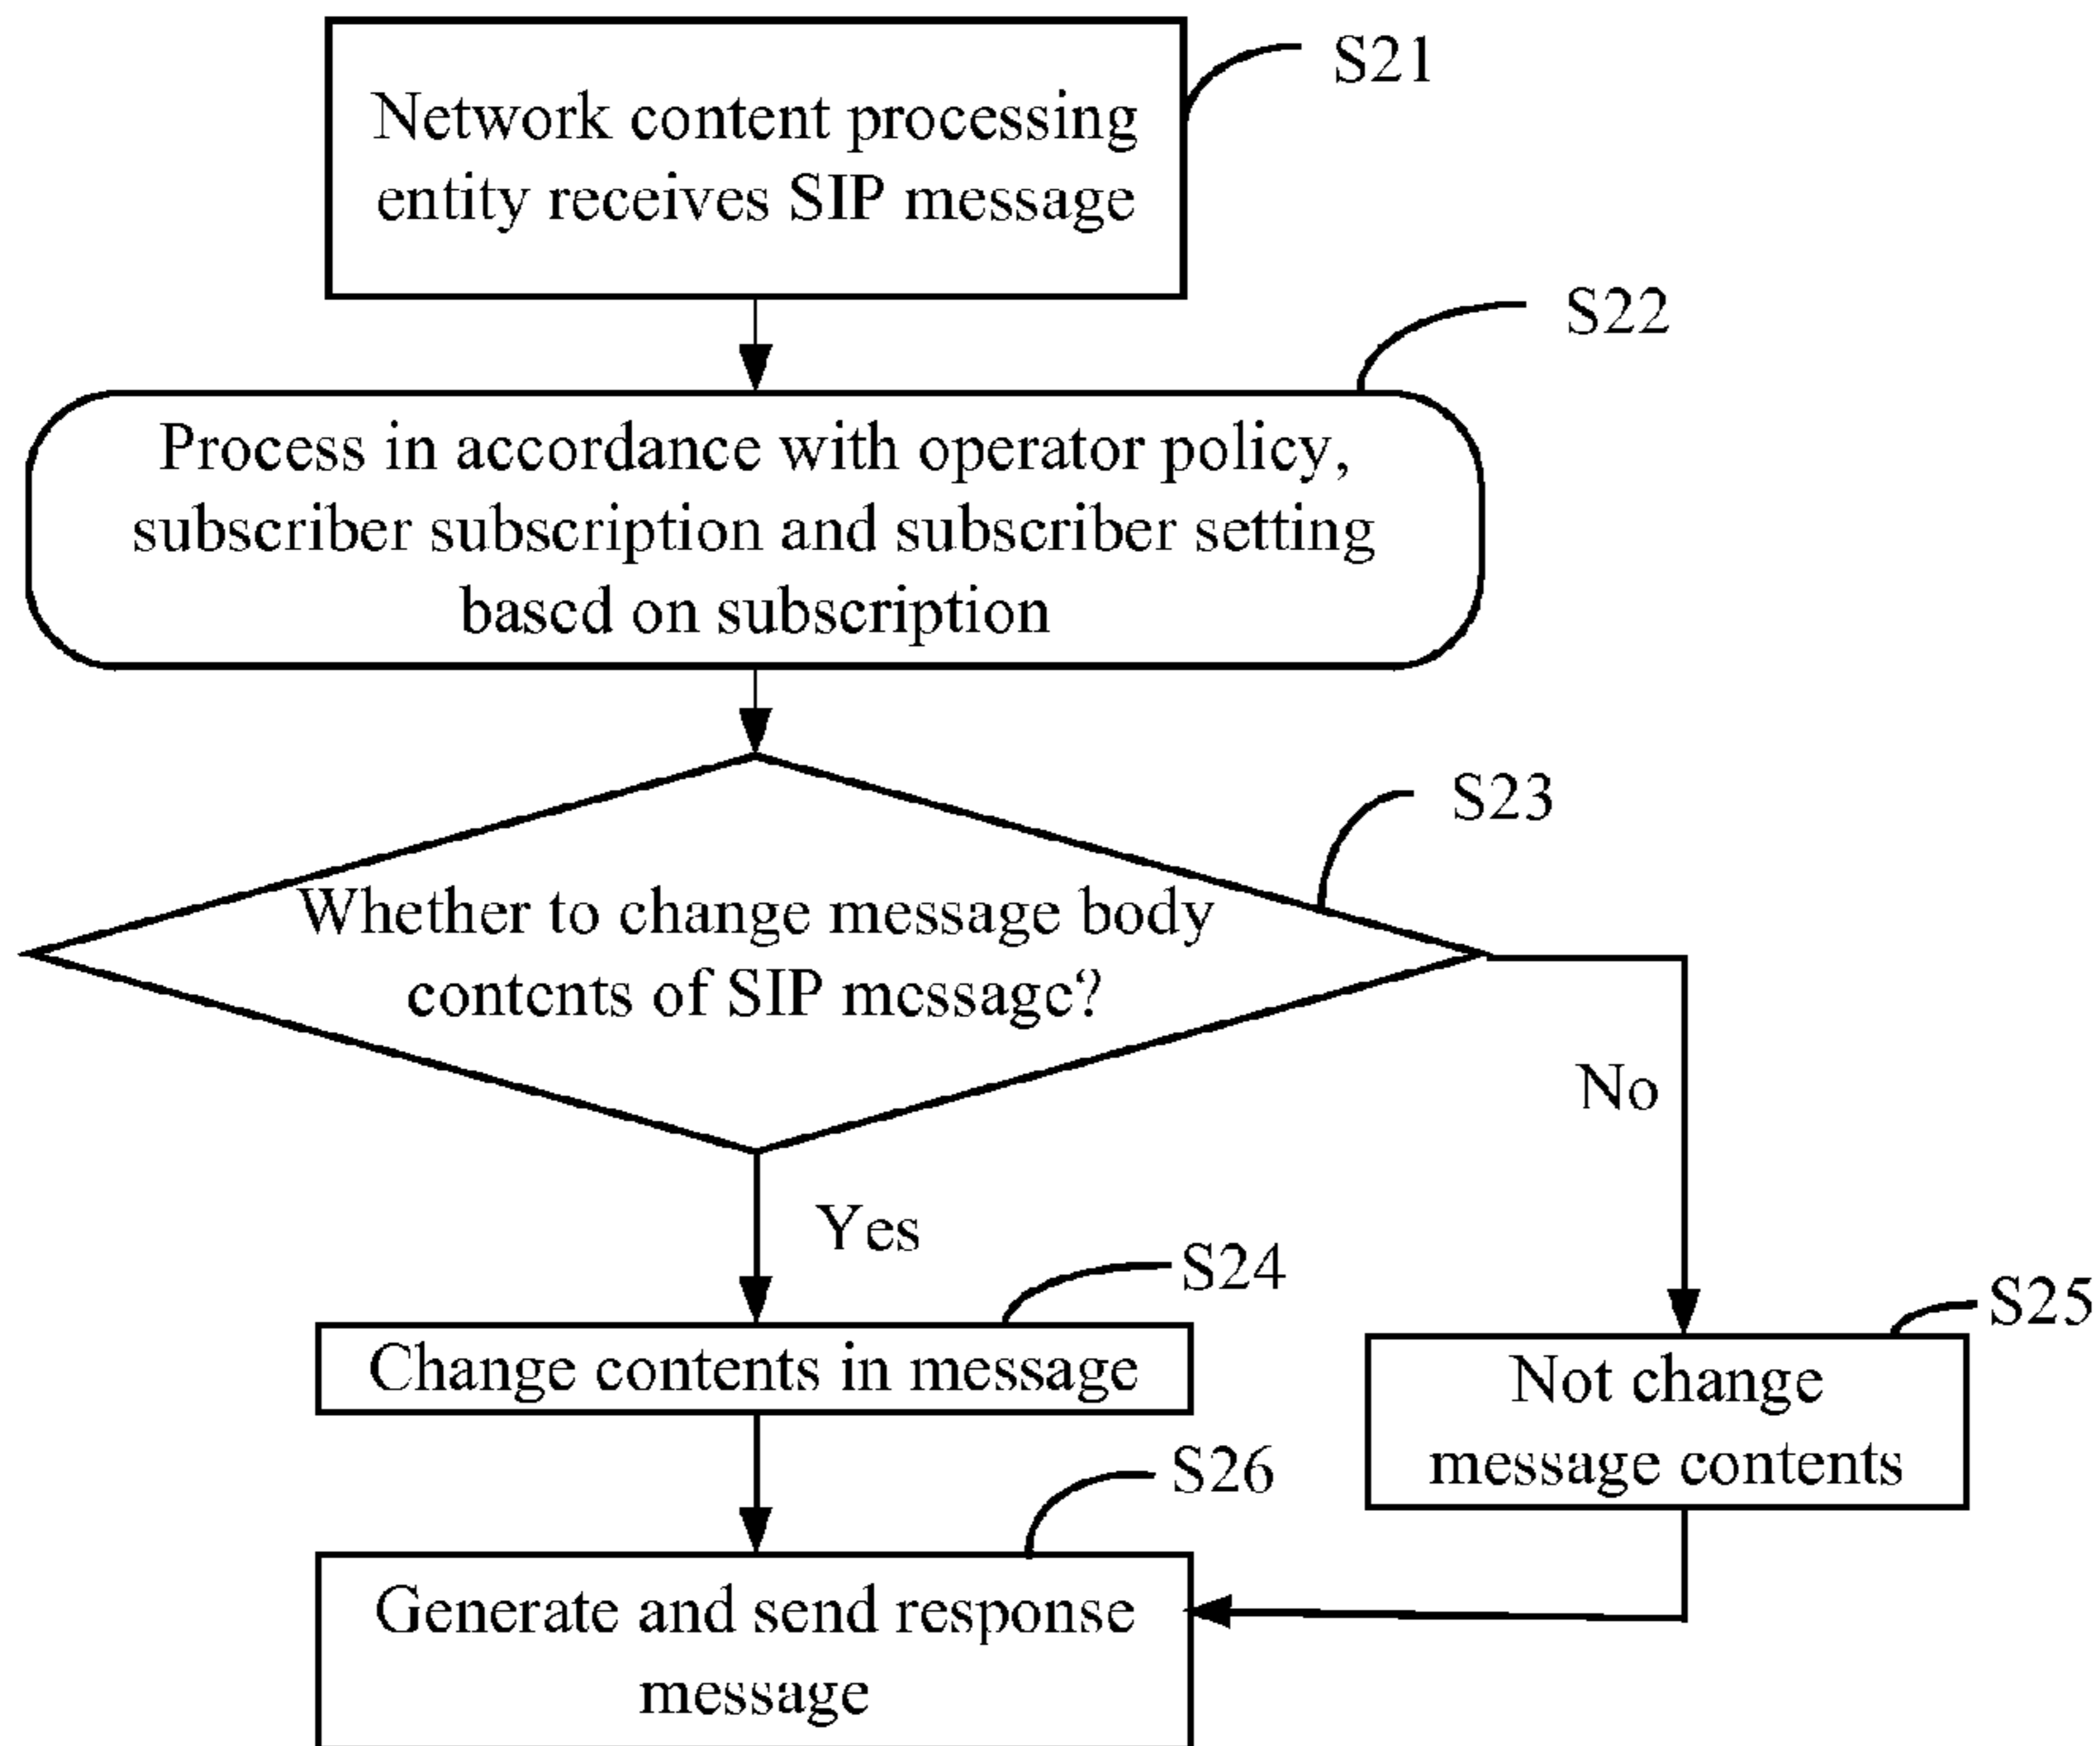 S21
Network content processing
entity receives SIP message
S22
Process in accordance with operator policy,
subscriber subscription and subscriber setting
based on subscription
S23
Whether to change message body
contents of SIP message?
No
Yes
S24
S25
Change contents in message
Not change
message contents
S26
Generate and send response
message